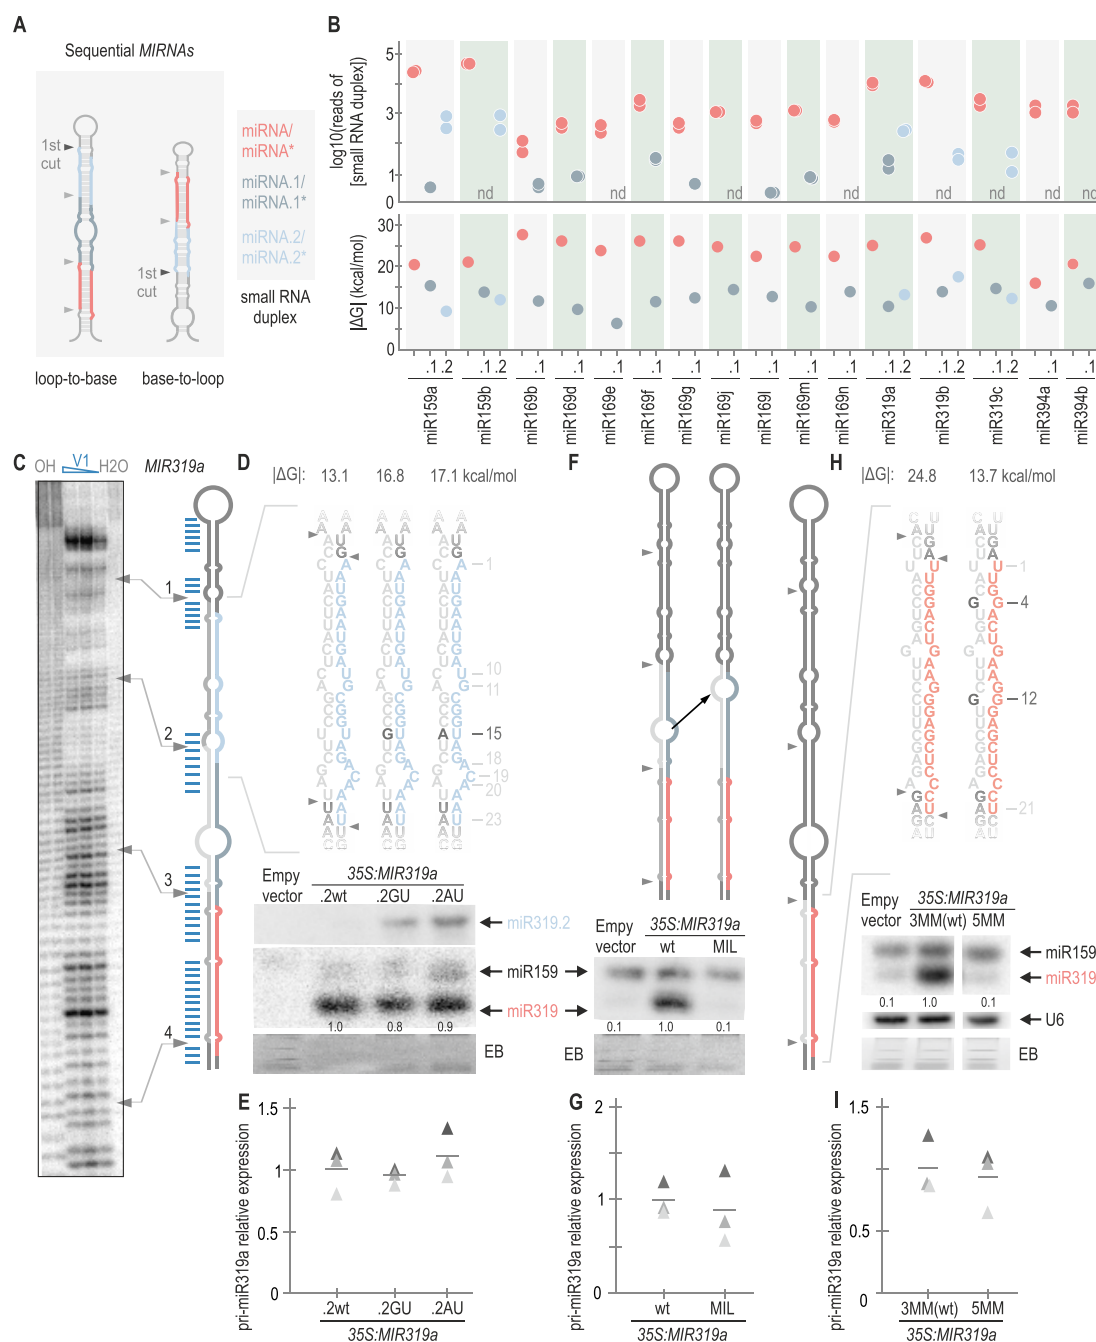 A
Sequential MIRNAs
1st
cut
1st
cut
loop-to-base
base-to-loop
miRNA/
miRNA*
miRNA.1/
miRNA.1*
miRNA.2/
miRNA.2*
small RNA
duplex
B
log10(reads of
[small RNA duplex]
5
3
1
0
nd
nd
nd
nd
nd
nd
nd
|ΔG| (kcal/mol)
30
20
10
0
.1 .2
.1 .2
.1
.1
.1
.1
.1
.1
.1
.1
.1
.1 .2
.1 .2
.1 .2
.1
.1
miR159a
miR159b
miR169b
miR169d
miR169e
miR169f
miR169g
miR169j
miR169l
miR169m
miR169n
miR319a
miR319b
miR319c
miR394a
miR394b
C
OH
V1
H2O
MIR319a
1
2
3
4
D
|ΔG|:
13.1
16.8
17.1 kcal/mol
1
10
11
15
18
19
20
23
Empy
vector
35S:MIR319a
.2wt
.2GU
.2AU
miR319.2
miR159
miR319
1.0
0.8
0.9
EB
E
pri-miR319a relative expression
1.5
1
0.5
0
.2wt
.2GU
.2AU
35S:MIR319a
F
Empy
vector
35S:MIR319a
wt
MIL
0.1
1.0
0.1
G
pri-miR319a relative expression
2
1
0
wt
MIL
35S:MIR319a
H
|ΔG|:
24.8
13.7 kcal/mol
1
4
12
21
Empy
vector
35S:MIR319a
3MM(wt)
5MM
miR159
miR319
0.1
1.0
0.1
U6
EB
I
pri-miR319a relative expression
1.5
1
0.5
0
3MM(wt)
5MM
35S:MIR319a